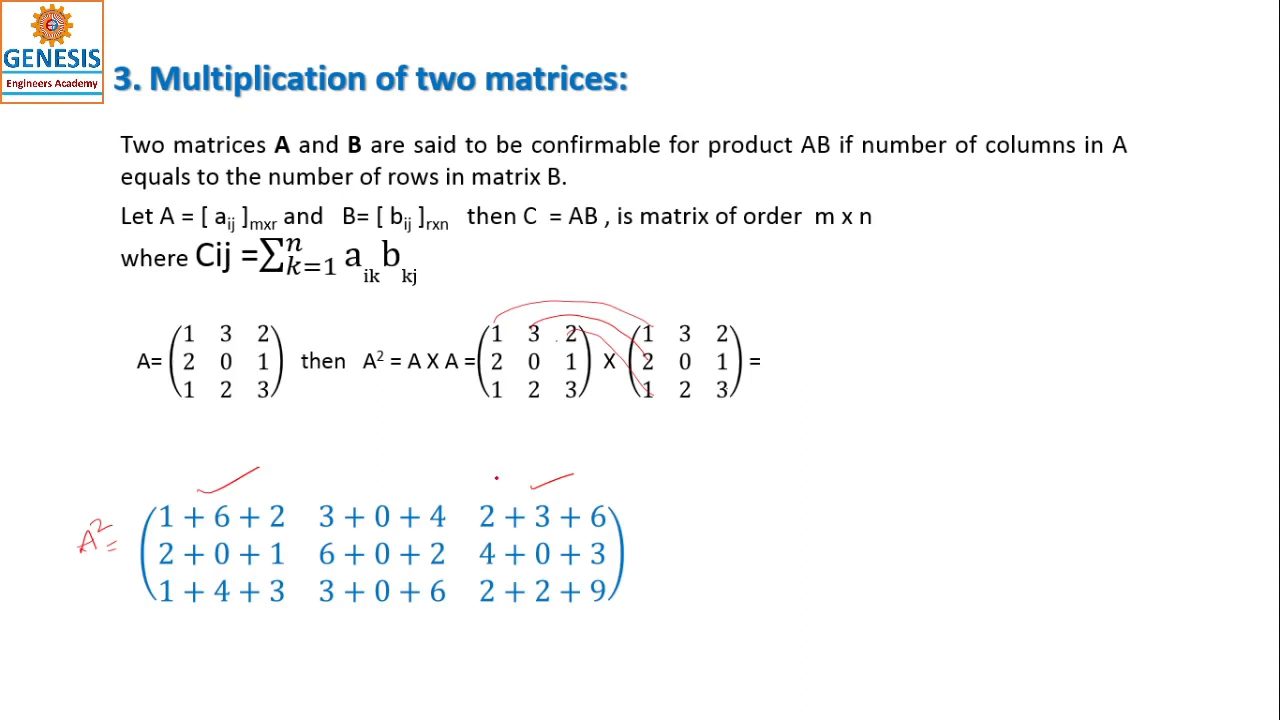 GENESIS
Engineers Academy
3. Multiplication of two matrices:
Two matrices A and B are said to be confirmable for product AB if number of columns in A
equals to the number of rows in matrix B.
Let A = [ aij ]mxr and B= [ bij ]rxn then C = AB , is matrix of order m x n
where Cij =∑ⁿₖ₌₁ aik bkj
A= (1 3 2 then A² = A X A = (1 3 2 X (1 3 2 =
2 0 1 2 0 1 2 0 1
1 2 3) 1 2 3) 1 2 3)
A² =
(1 + 6 + 2 3 + 0 + 4 2 + 3 + 6
2 + 0 + 1 6 + 0 + 2 4 + 0 + 3
1 + 4 + 3 3 + 0 + 6 2 + 2 + 9)